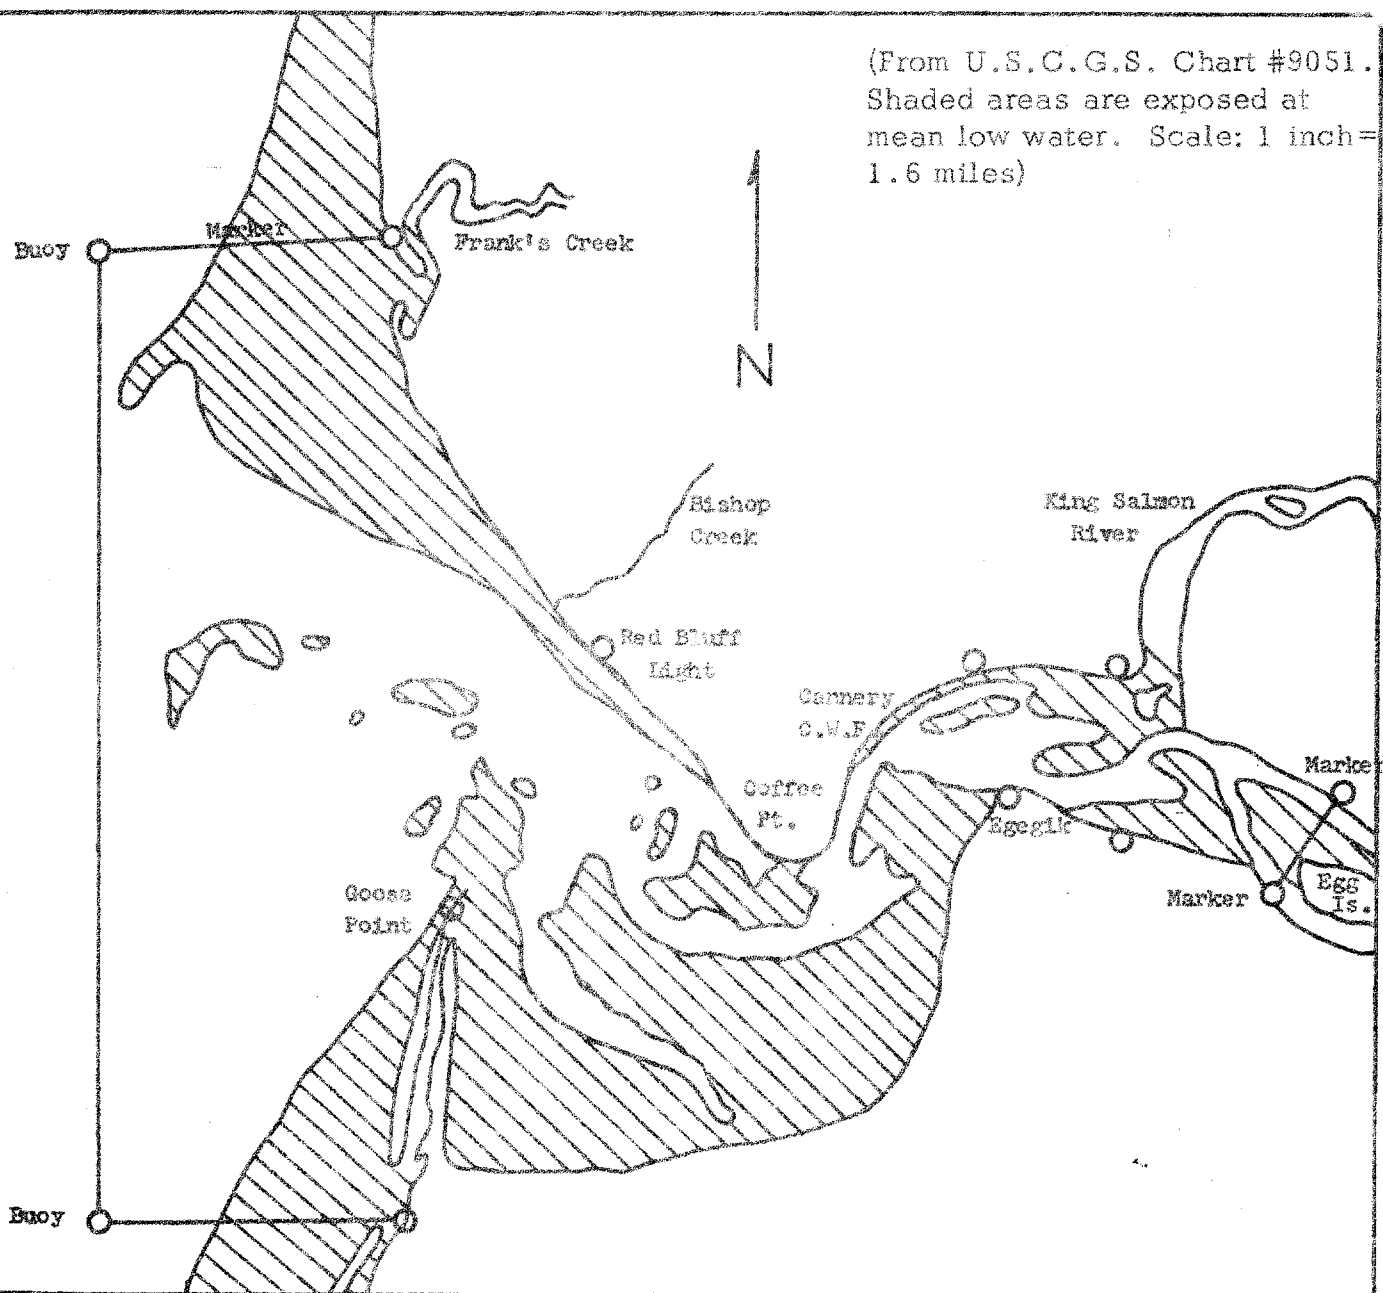 (From U.S.C.G.S. Chart #9051.
Shaded areas are exposed at
mean low water. Scale: 1 inch=
1.6 miles)
Marker
Buoy
Frank's Creek
N
Bishop
Creek
King Salmon
River
Red Bluff
Light
Cannery
C.W.F.
Marke
Coffee
Pt.
Egegik
Goose
Point
Marker
Egg
Is.
Buoy